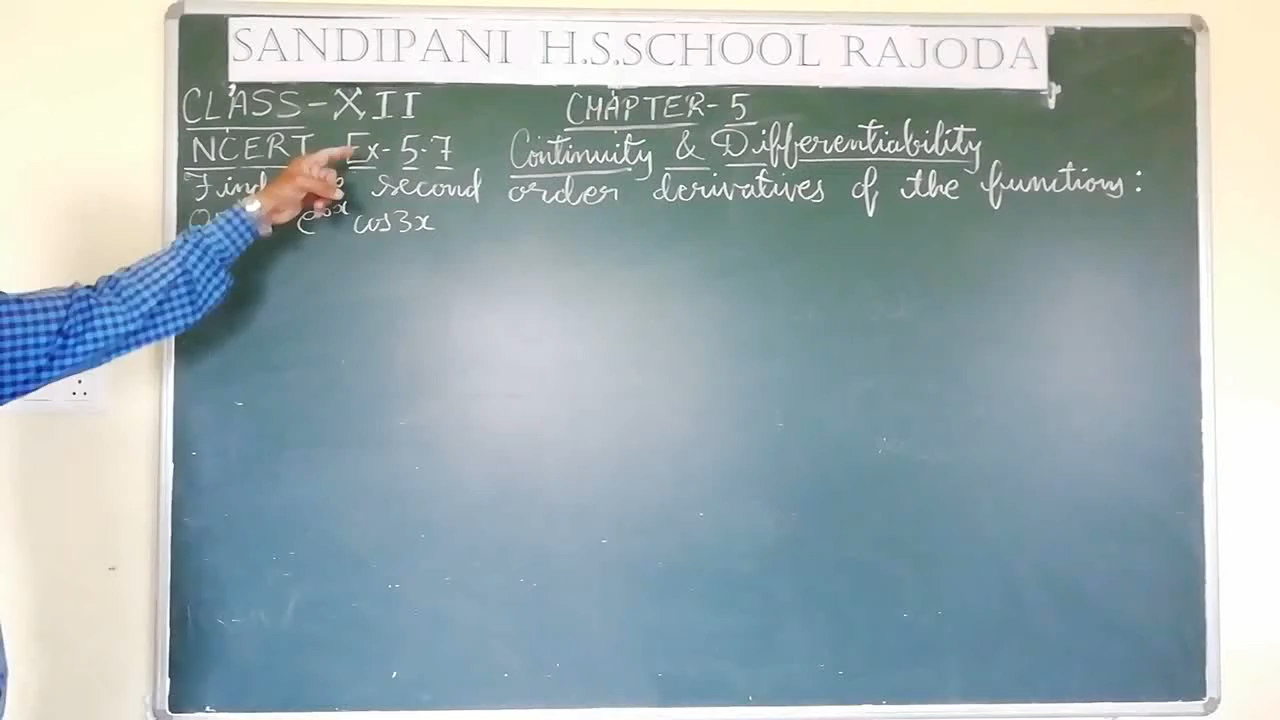 SANDIPANI H.S.SCHOOL RAJODA
CLASS-XII CHAPTER-5
NCERT Ex-5.7 Continuity & Differentiability
Find second order derivatives of the functions:
cos3x